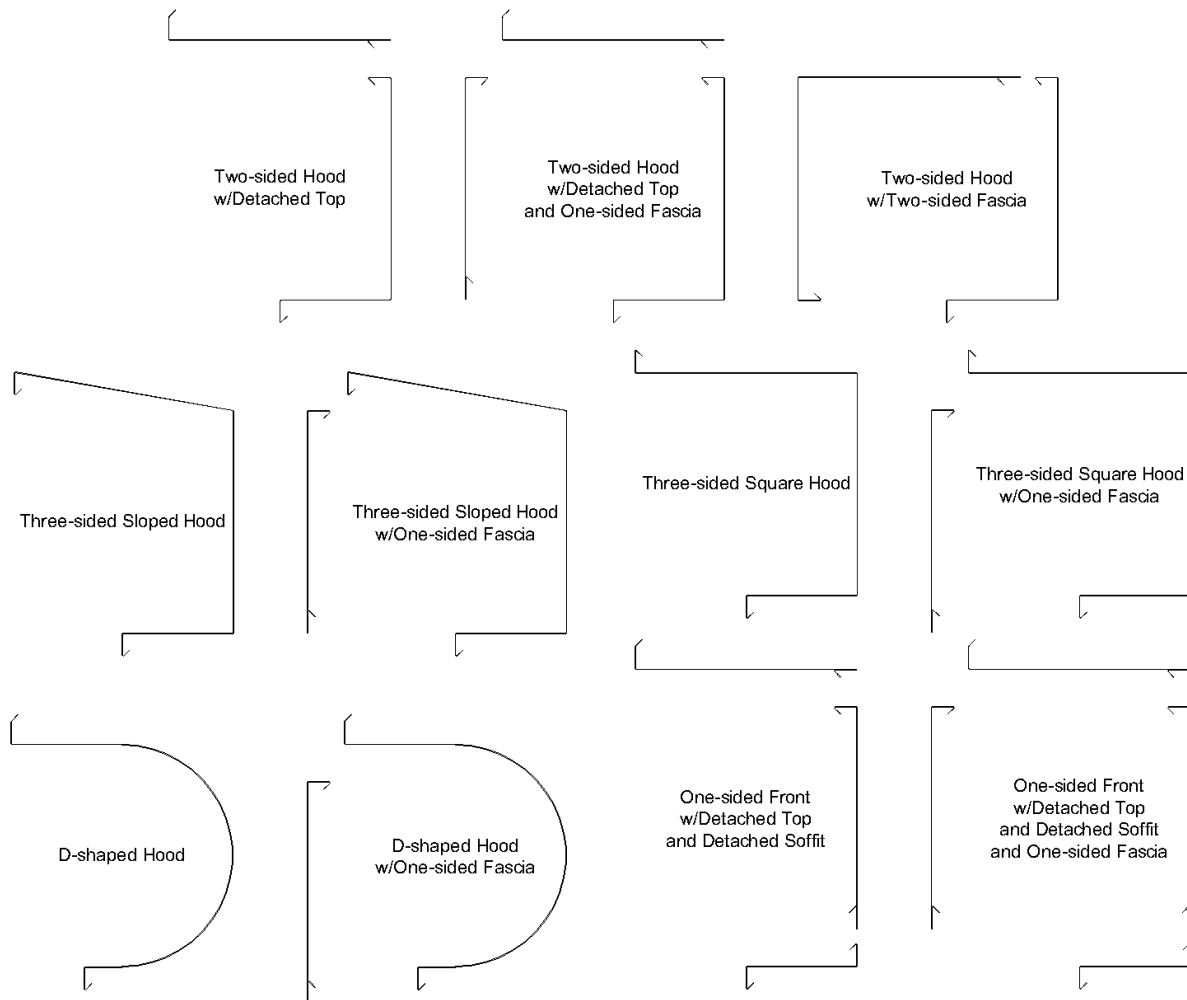 Two-sided Hood
w/Detached Top
Two-sided Hood
w/Detached Top
and One-sided Fascia
Two-sided Hood
w/Two-sided Fascia
Three-sided Sloped Hood
Three-sided Sloped Hood
w/One-sided Fascia
Three-sided Square Hood
Three-sided Square Hood
w/One-sided Fascia
D-shaped Hood
D-shaped Hood
w/One-sided Fascia
One-sided Front
w/Detached Top
and Detached Soffit
One-sided Front
w/Detached Top
and Detached Soffit
and One-sided Fascia